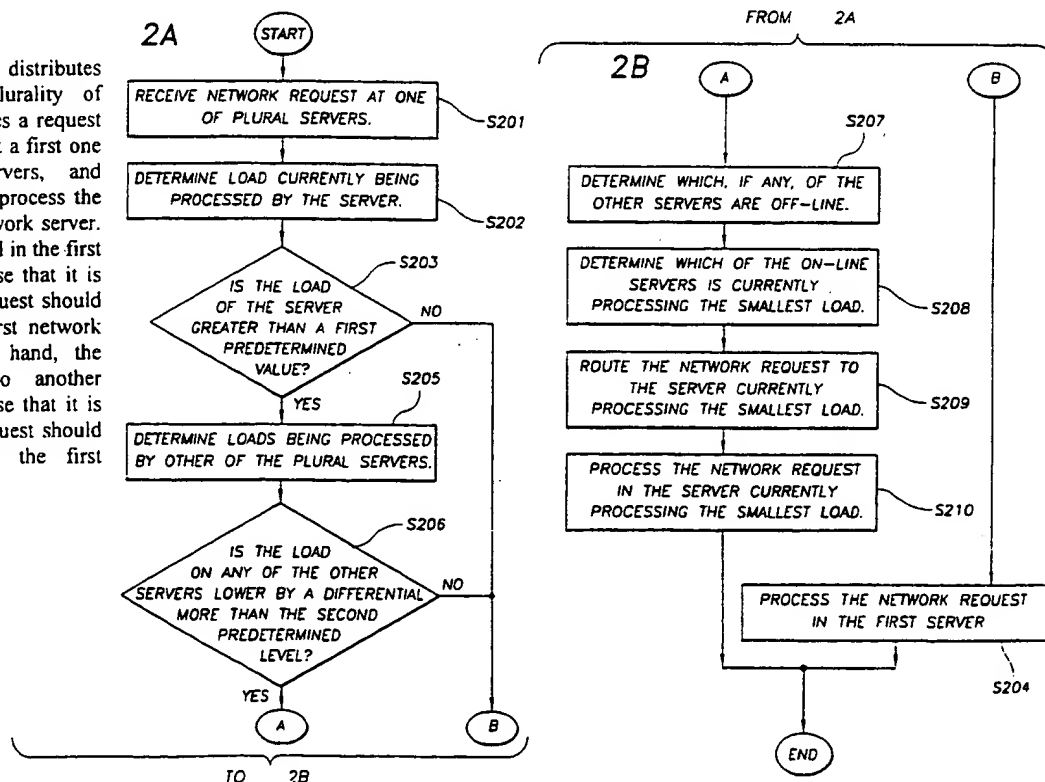 distributes
lurality of
es a request
t a first one
rvers, and
process the
work server.
d in the first
se that it is
quest should
rst network
hand, the
o another
se that it is
quest should
the first
2A
START
RECEIVE NETWORK REQUEST AT ONE
OF PLURAL SERVERS.
S201
DETERMINE LOAD CURRENTLY BEING
PROCESSED BY THE SERVER.
S202
S203
IS THE LOAD
OF THE SERVER
GREATER THAN A FIRST
PREDETERMINED
VALUE?
NO
YES
S205
DETERMINE LOADS BEING PROCESSED
BY OTHER OF THE PLURAL SERVERS.
S206
IS THE LOAD
ON ANY OF THE OTHER
SERVERS LOWER BY A DIFFERENTIAL
MORE THAN THE SECOND
PREDETERMINED
LEVEL?
NO
YES
A
B
TO 2B
FROM 2A
2B
A
B
S207
DETERMINE WHICH, IF ANY, OF THE
OTHER SERVERS ARE OFF-LINE.
DETERMINE WHICH OF THE ON-LINE
SERVERS IS CURRENTLY
PROCESSING THE SMALLEST LOAD.
S208
ROUTE THE NETWORK REQUEST TO
THE SERVER CURRENTLY
PROCESSING THE SMALLEST LOAD.
S209
PROCESS THE NETWORK REQUEST
IN THE SERVER CURRENTLY
PROCESSING THE SMALLEST LOAD.
S210
PROCESS THE NETWORK REQUEST
IN THE FIRST SERVER
S204
END